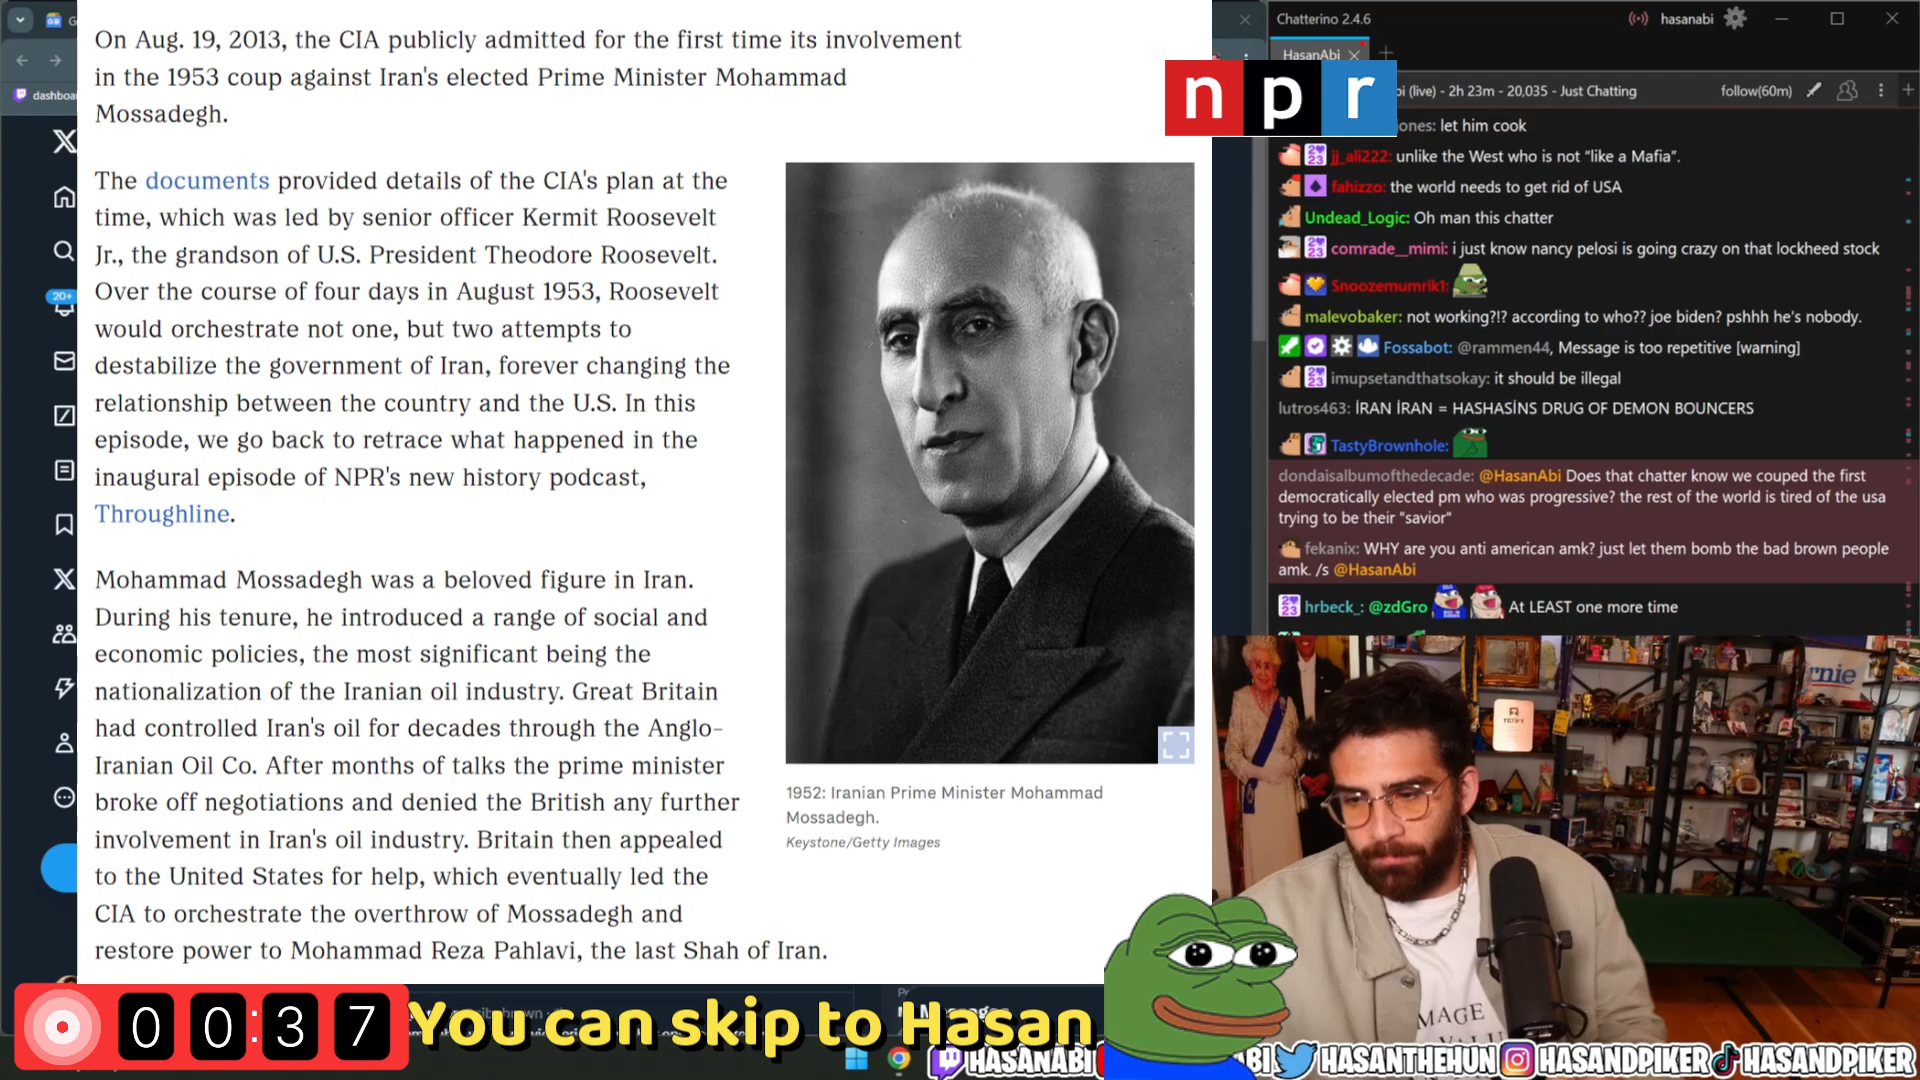 On Aug. 19, 2013, the CIA publicly admitted for the first time its involvement
in the 1953 coup against Iran's elected Prime Minister Mohammad
Mossadegh.
The documents provided details of the CIA's plan at the
time, which was led by senior officer Kermit Roosevelt
Jr., the grandson of U.S. President Theodore Roosevelt.
Over the course of four days in August 1953, Roosevelt
would orchestrate not one, but two attempts to
destabilize the government of Iran, forever changing the
relationship between the country and the U.S. In this
episode, we go back to retrace what happened in the
inaugural episode of NPR's new history podcast,
Throughline.
Mohammad Mossadegh was a beloved figure in Iran.
During his tenure, he introduced a range of social and
economic policies, the most significant being the
nationalization of the Iranian oil industry. Great Britain
had controlled Iran's oil for decades through the Anglo-
Iranian Oil Co. After months of talks the prime minister
broke off negotiations and denied the British any further
involvement in Iran's oil industry. Britain then appealed
to the United States for help, which eventually led the
CIA to orchestrate the overthrow of Mossadegh and
restore power to Mohammad Reza Pahlavi, the last Shah of Iran.
1952: Iranian Prime Minister Mohammad
Mossadegh.
Keystone/Getty Images
npr
dashboa
20+
Chatterino 2.4.6
hasanabi
HasanAbi
i (live) - 2h 23m - 20,035 - Just Chatting
follow(60m)
ones: let him cook
jj_ali222: unlike the West who is not “like a Mafia”.
fahizzo: the world needs to get rid of USA
Undead_Logic: Oh man this chatter
comrade__mimi: i just know nancy pelosi is going crazy on that lockheed stock
Snoozemumrik1:
malevobaker: not working?!? according to who?? joe biden? pshhh he's nobody.
Fossabot: @rammen44, Message is too repetitive [warning]
imupsetandthatsokay: it should be illegal
lutros463: İRAN İRAN = HASHASİNS DRUG OF DEMON BOUNCERS
TastyBrownhole:
dondaisalbumofthedecade: @HasanAbi Does that chatter know we couped the first
democratically elected pm who was progressive? the rest of the world is tired of the usa
trying to be their "savior"
fekanix: WHY are you anti american amk? just let them bomb the bad brown people
amk. /s @HasanAbi
hrbeck_: @zdGro At LEAST one more time
rnie
00:37
You can skip to Hasan
HASANABI
BI
HASANTHEHUN
HASANDPIKER
HASANDPIKER